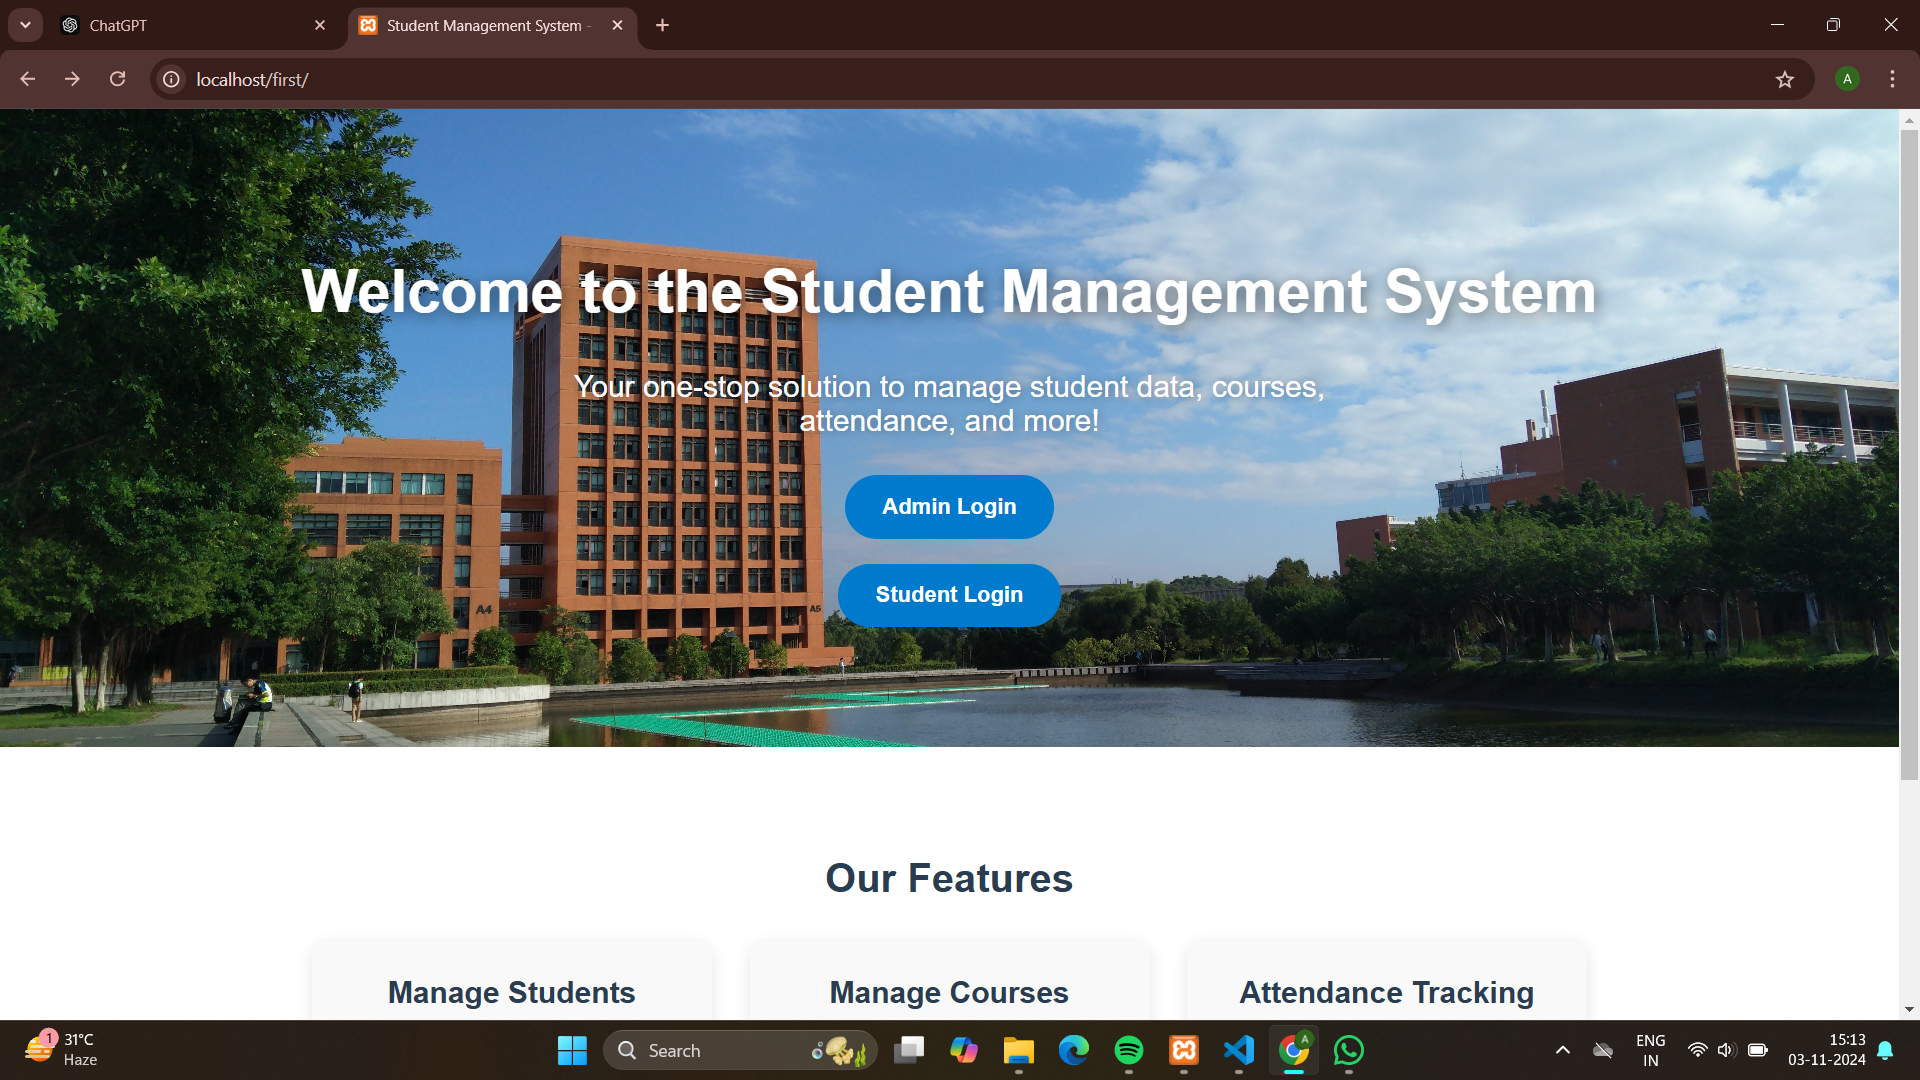 ChatGPT
Student Management System -
localhost/first/
A
Welcome to the Student Management System
Your one-stop solution to manage student data, courses,
attendance, and more!
Admin Login
Student Login
A4
A5
Our Features
Manage Students
Manage Courses
Attendance Tracking
1
31°C
Haze
Search
A
ENG
IN
15:13
03-11-2024